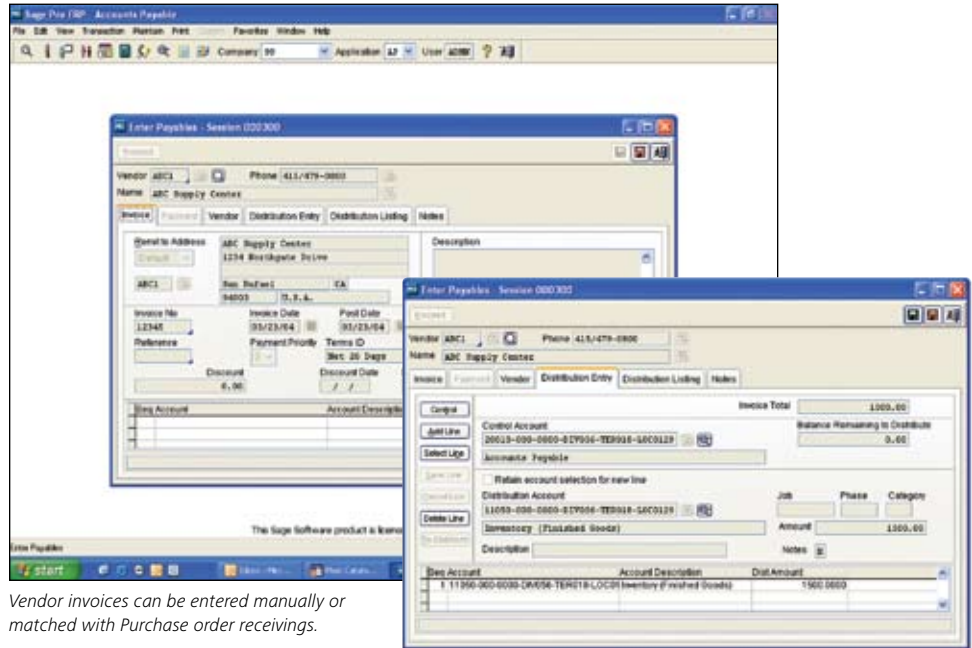 Sage Pro ERP - Accounts Payable
File Edit View Transaction Maintain Print Favorites Window Help
Company 99 Application AP User ADMN
Enter Payables - Session 000300
Vendor ABC1 Phone 415/479-0800
Name ABC Supply Center
Invoice Payment Vendor Distribution Entry Distribution Listing Notes
Remit to Address ABC Supply Center Description
Default 1234 Northgate Drive
ABC1 San Rafael CA
94003 U.S.A.
Invoice No Invoice Date Post Date
12345 03/23/04 03/23/04
Reference Payment Priority Terms ID
Net 20 Days
Discount Discount Date
0.00 / /
Seq Account Account Descriptio
The Sage Software product is licens
Enter Payables
start
Enter Payables - Session 000300
Vendor ABC1 Phone 415/479-0800
Name ABC Supply Center
Invoice Payment Vendor Distribution Entry Distribution Listing Notes
Control Invoice Total 1000.00
Add Line Control Account Balance Remaining to Distribute
Select Line 0.00
Accounts Payable
Save Line Retain account selection for new line
Cancel Line Distribution Account Job Phase Category
Delete Line
Inventory (Finished Goods) Amount 1000.00
Description Notes
Seq Account Account Description Dist Amount
Inventory (Finished Goods)
Vendor invoices can be entered manually or
matched with Purchase order receivings.